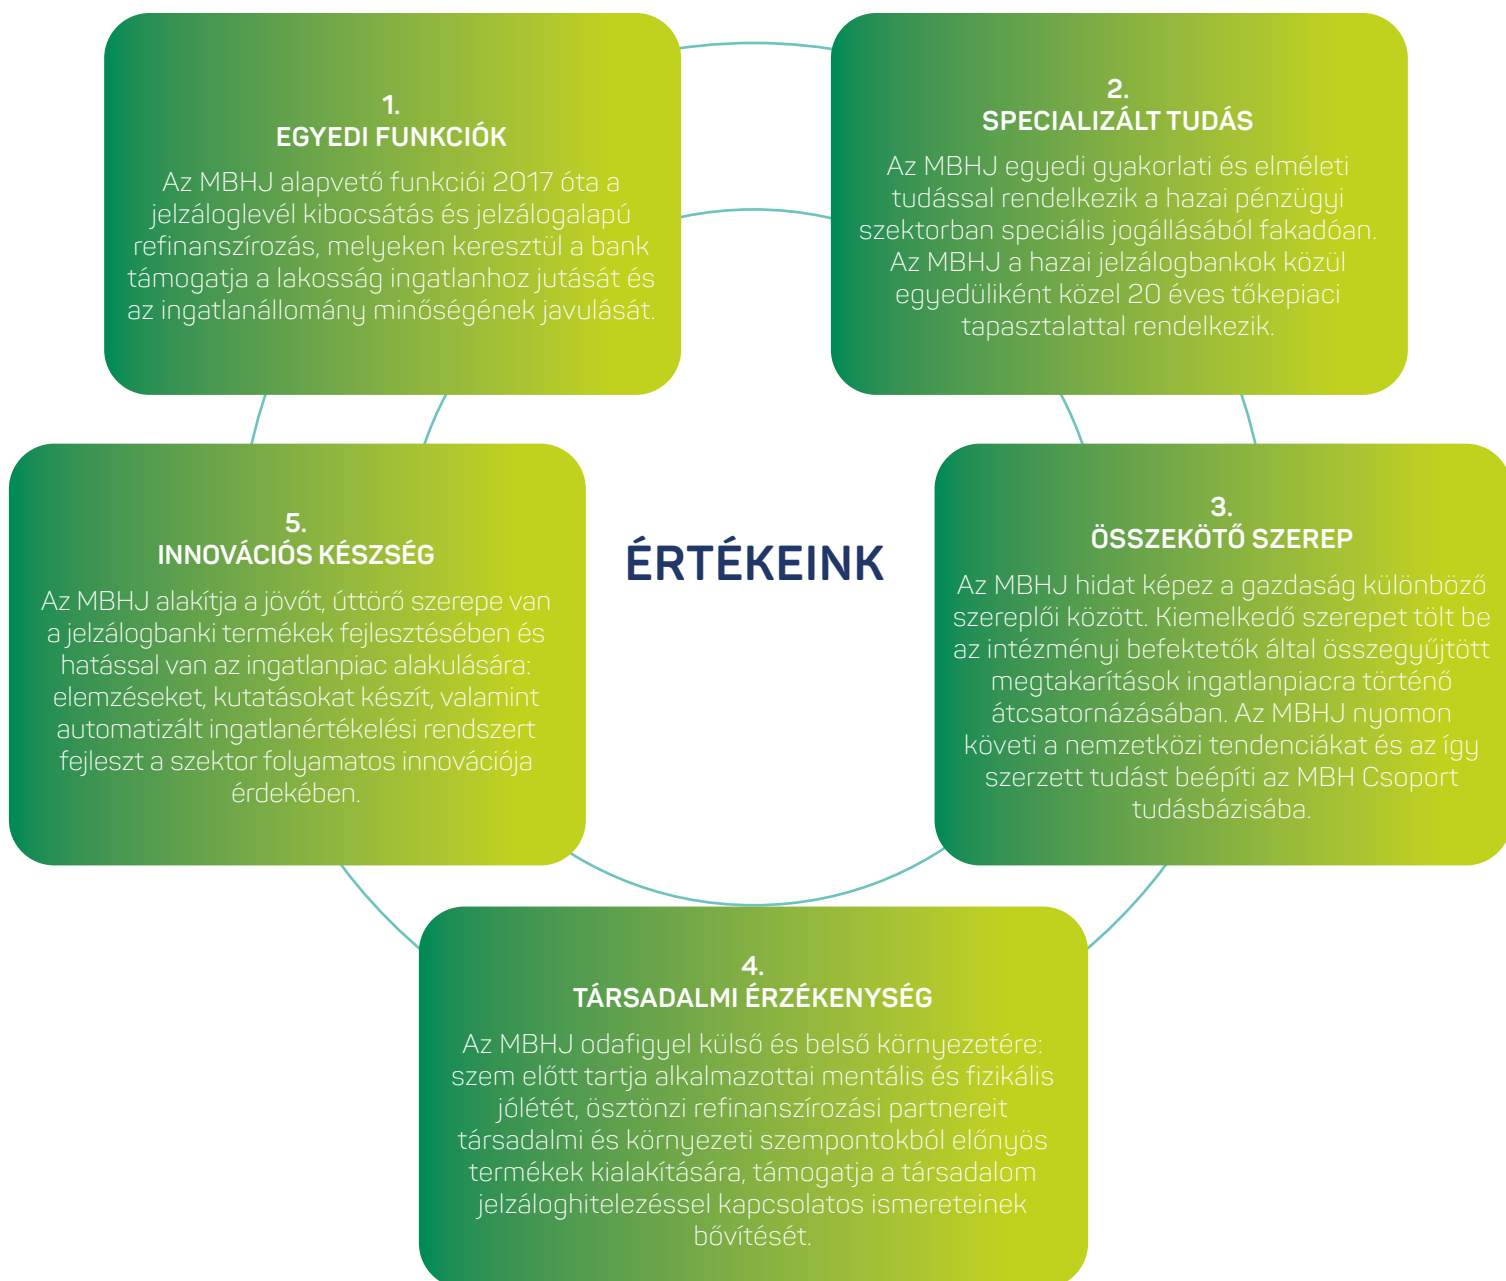 1.
EGYEDI FUNKCIÓK
Az MBHJ alapvető funkciói 2017 óta a
jelzáloglevél kibocsátás és jelzálogalapú
refinanszírozás, melyeken keresztül a bank
támogatja a lakosság ingatlanhoz jutását és
az ingatlanállomány minőségének javulását.
2.
SPECIALIZÁLT TUDÁS
Az MBHJ egyedi gyakorlati és elméleti
tudással rendelkezik a hazai pénzügyi
szektorban speciális jogállásából fakadóan.
Az MBHJ a hazai jelzálogbankok közül
egyedüliként közel 20 éves tőkepiaci
tapasztalattal rendelkezik.
ÉRTÉKEINK
3.
ÖSSZEKÖTŐ SZEREP
Az MBHJ hidat képez a gazdaság különböző
szereplői között. Kiemelkedő szerepet tölt be
az intézményi befektetők által összegyűjtött
megtakarítások ingatlanpiacra történő
átcsatornázásában. Az MBHJ nyomon
követi a nemzetközi tendenciákat és az így
szerzett tudást beépíti az MBH Csoport
tudásbázisába.
4.
TÁRSADALMI ÉRZÉKENYSÉG
Az MBHJ odafigyel külső és belső környezetére:
szem előtt tartja alkalmazottai mentális és fizikális
jólétét, ösztönzi refinanszírozási partnereit
társadalmi és környezeti szempontokból előnyös
termékek kialakítására, támogatja a társadalom
jelzáloghitelezéssel kapcsolatos ismereteinek
bővítését.
5.
INNOVÁCIÓS KÉSZSÉG
Az MBHJ alakítja a jövőt, úttörő szerepe van
a jelzálogbanki termékek fejlesztésében és
hatással van az ingatlanpiac alakulására:
elemzéseket, kutatásokat készít, valamint
automatizált ingatlanértékelési rendszert
fejleszt a szektor folyamatos innovációja
érdekében.